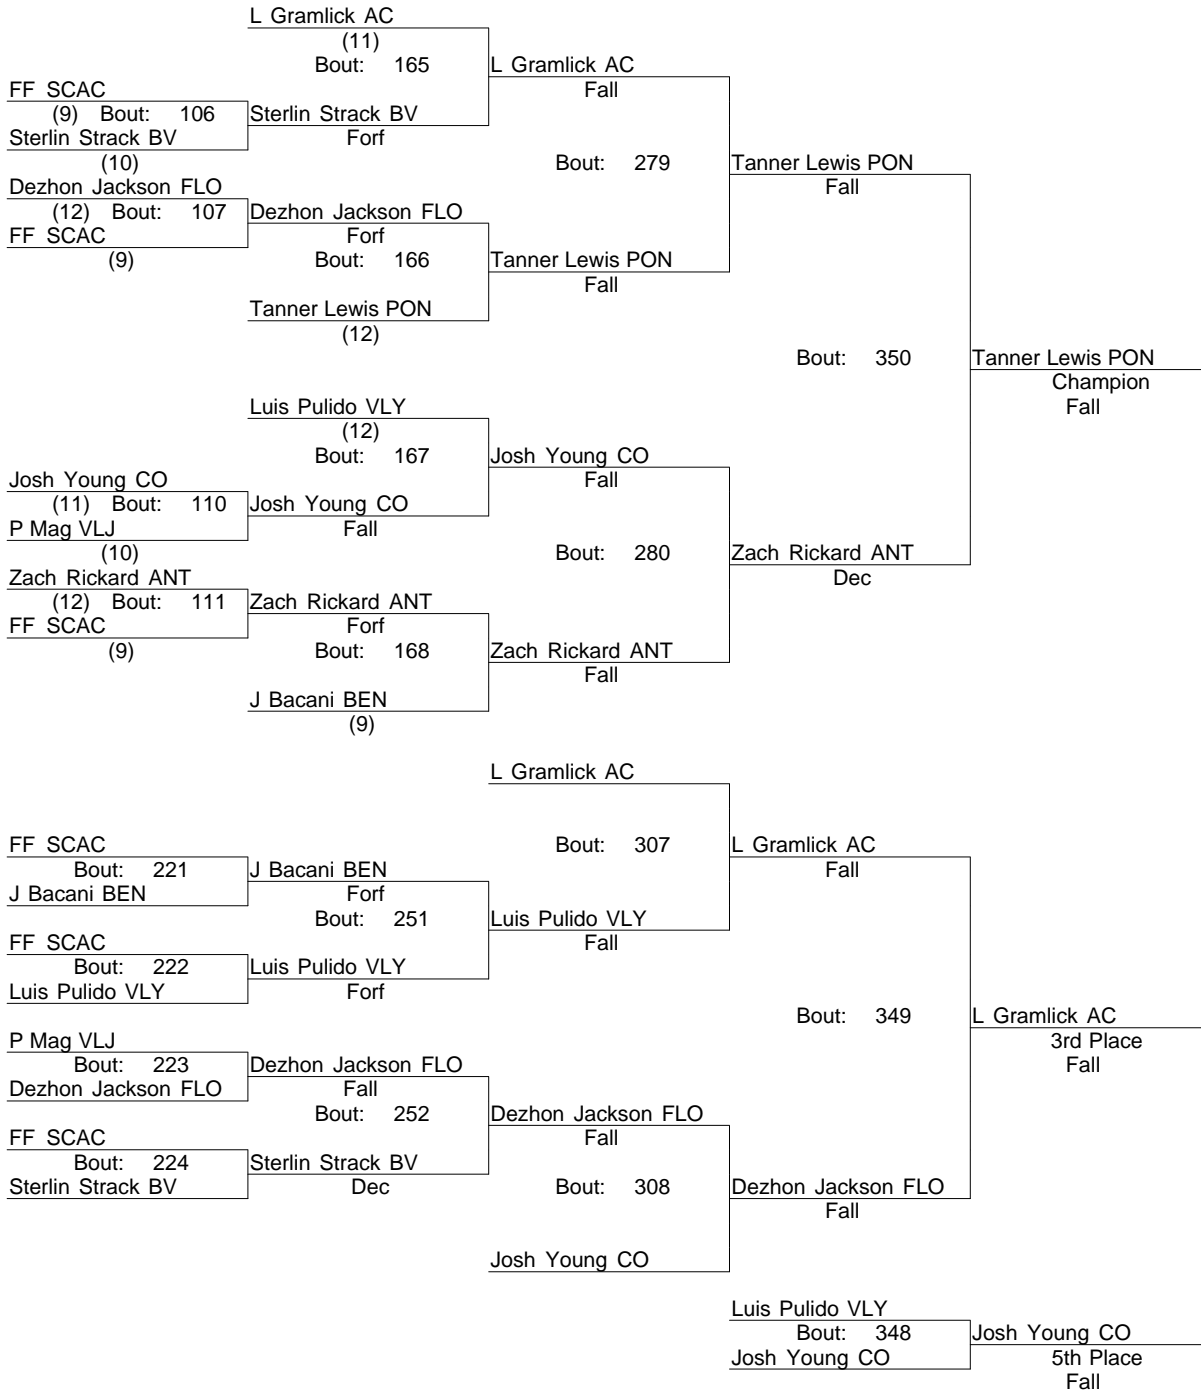 L Gramlick AC
(11)
Bout: 165
L Gramlick AC
Fall
FF SCAC
(9) Bout: 106
Sterlin Strack BV
Forf
Sterlin Strack BV
(10)
Bout: 279
Tanner Lewis PON
Fall
Dezhon Jackson FLO
(12) Bout: 107
Dezhon Jackson FLO
Forf
FF SCAC
(9)
Bout: 166
Tanner Lewis PON
Fall
Tanner Lewis PON
(12)
Bout: 350
Tanner Lewis PON
Champion
Fall
Luis Pulido VLY
(12)
Bout: 167
Josh Young CO
Fall
Josh Young CO
(11) Bout: 110
Josh Young CO
Fall
P Mag VLJ
(10)
Bout: 280
Zach Rickard ANT
Dec
Zach Rickard ANT
(12) Bout: 111
Zach Rickard ANT
Forf
FF SCAC
(9)
Bout: 168
Zach Rickard ANT
Fall
J Bacani BEN
(9)
L Gramlick AC
Bout: 307
L Gramlick AC
Fall
FF SCAC
Bout: 221
J Bacani BEN
J Bacani BEN
Forf
Bout: 251
Luis Pulido VLY
Fall
FF SCAC
Bout: 222
Luis Pulido VLY
Luis Pulido VLY
Forf
Bout: 349
L Gramlick AC
3rd Place
Fall
P Mag VLJ
Bout: 223
Dezhon Jackson FLO
Dezhon Jackson FLO
Fall
Bout: 252
Dezhon Jackson FLO
Fall
FF SCAC
Bout: 224
Sterlin Strack BV
Sterlin Strack BV
Dec
Bout: 308
Dezhon Jackson FLO
Fall
Josh Young CO
Luis Pulido VLY
Bout: 348
Josh Young CO
Josh Young CO
5th Place
Fall